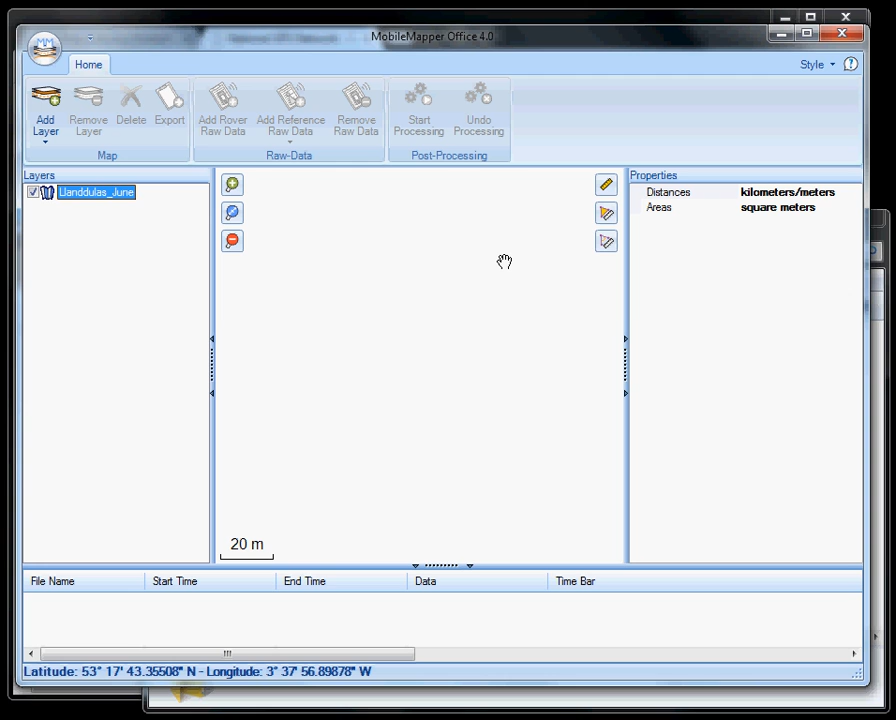 MobileMapper Office 4.0
Home
Style
Add Layer
Remove Layer
Delete
Export
Add Rover Raw Data
Add Reference Raw Data
Remove Raw Data
Start Processing
Undo Processing
Map
Raw-Data
Post-Processing
Layers
Llanddulas_June
Properties
Distances kilometers/meters
Areas square meters
20 m
File Name Start Time End Time Data Time Bar
Latitude: 53° 17' 43.35508" N - Longitude: 3° 37' 56.89878" W